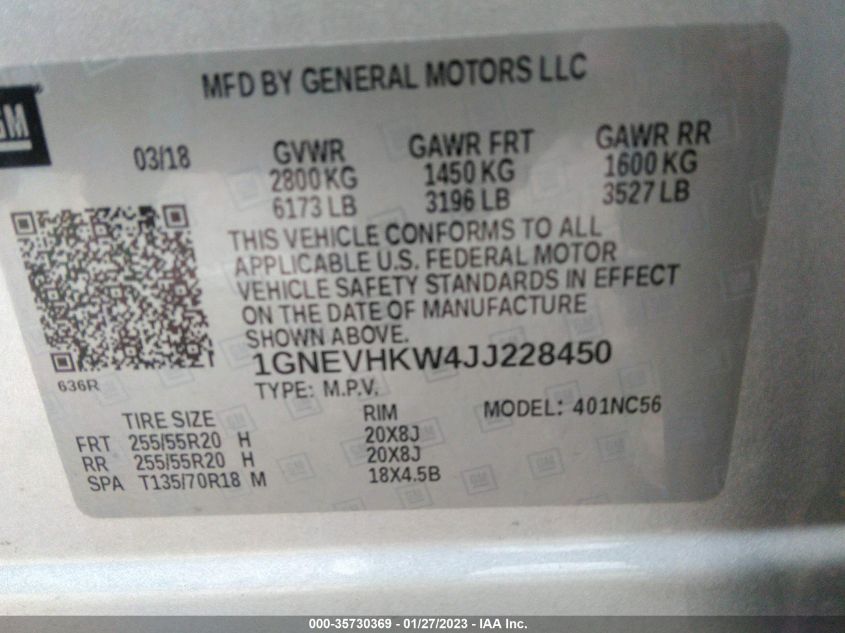 MFD BY GENERAL MOTORS LLC
GM
03/18 GVWR GAWR FRT GAWR RR
2800 KG 1450 KG 1600 KG
6173 LB 3196 LB 3527 LB
THIS VEHICLE CONFORMS TO ALL
APPLICABLE U.S. FEDERAL MOTOR
VEHICLE SAFETY STANDARDS IN EFFECT
ON THE DATE OF MANUFACTURE
SHOWN ABOVE.
1GNEVHKW4JJ228450
636R
TYPE: M.P.V.
TIRE SIZE RIM MODEL: 401NC56
FRT 255/55R20 H 20X8J
RR 255/55R20 H 20X8J
SPA T135/70R18 M 18X4.5B
000-35730369 - 01/27/2023 - IAA Inc.